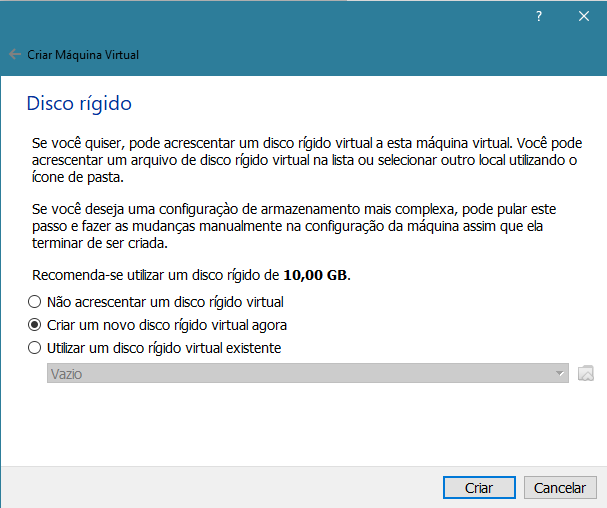 ?
Criar Máquina Virtual
Disco rígido
Se você quiser, pode acrescentar um disco rígido virtual a esta máquina virtual. Você pode
acrescentar um arquivo de disco rígido virtual na lista ou selecionar outro local utilizando o
ícone de pasta.
Se você deseja uma configuraçào de armazenamento mais complexa, pode pular este
passo e fazer as mudanças manualmente na configuração da máquina assim que ela
terminar de ser criada.
Recomenda-se utilizar um disco rígido de 10,00 GB.
Não acrescentar um disco rígido virtual
Criar um novo disco rígido virtual agora
Utilizar um disco rígido virtual existente
Vazio
Criar Cancelar